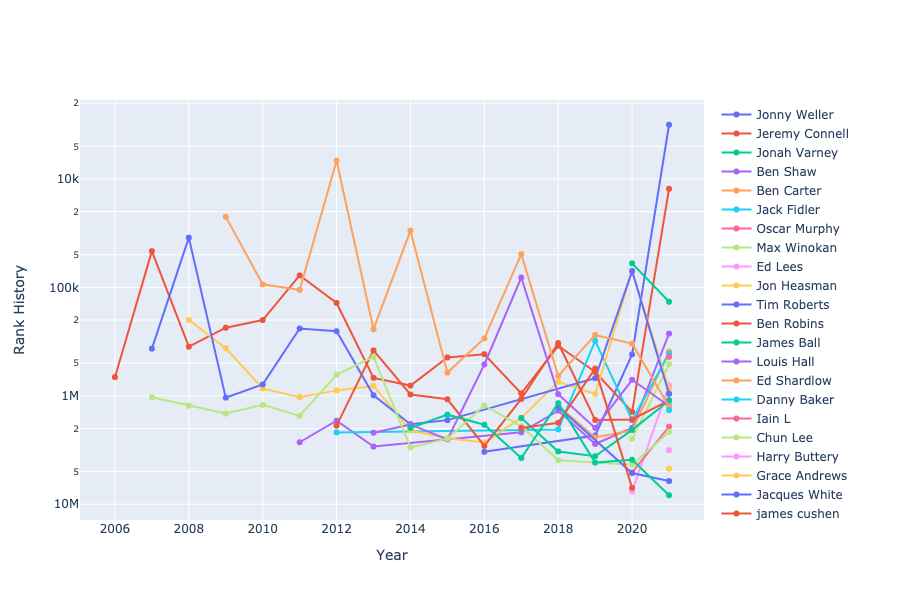 2
5
10k
2
5
100k
2
5
1M
2
5
10M
2006 2008 2010 2012 2014 2016 2018 2020
Year
Rank History
Jonny Weller
Jeremy Connell
Jonah Varney
Ben Shaw
Ben Carter
Jack Fidler
Oscar Murphy
Max Winokan
Ed Lees
Jon Heasman
Tim Roberts
Ben Robins
James Ball
Louis Hall
Ed Shardlow
Danny Baker
Iain L
Chun Lee
Harry Buttery
Grace Andrews
Jacques White
james cushen